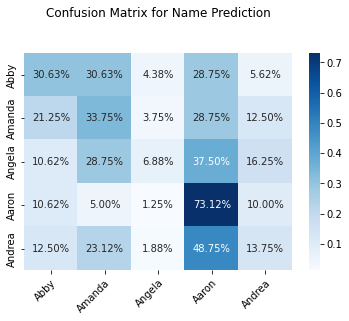 Confusion Matrix for Name Prediction
Abby 30.63% 30.63% 4.38% 28.75% 5.62%
Amanda 21.25% 33.75% 3.75% 28.75% 12.50%
Angela 10.62% 28.75% 6.88% 37.50% 16.25%
Aaron 10.62% 5.00% 1.25% 73.12% 10.00%
Andrea 12.50% 23.12% 1.88% 48.75% 13.75%
Abby Amanda Angela Aaron Andrea
0.7
0.6
0.5
0.4
0.3
0.2
0.1